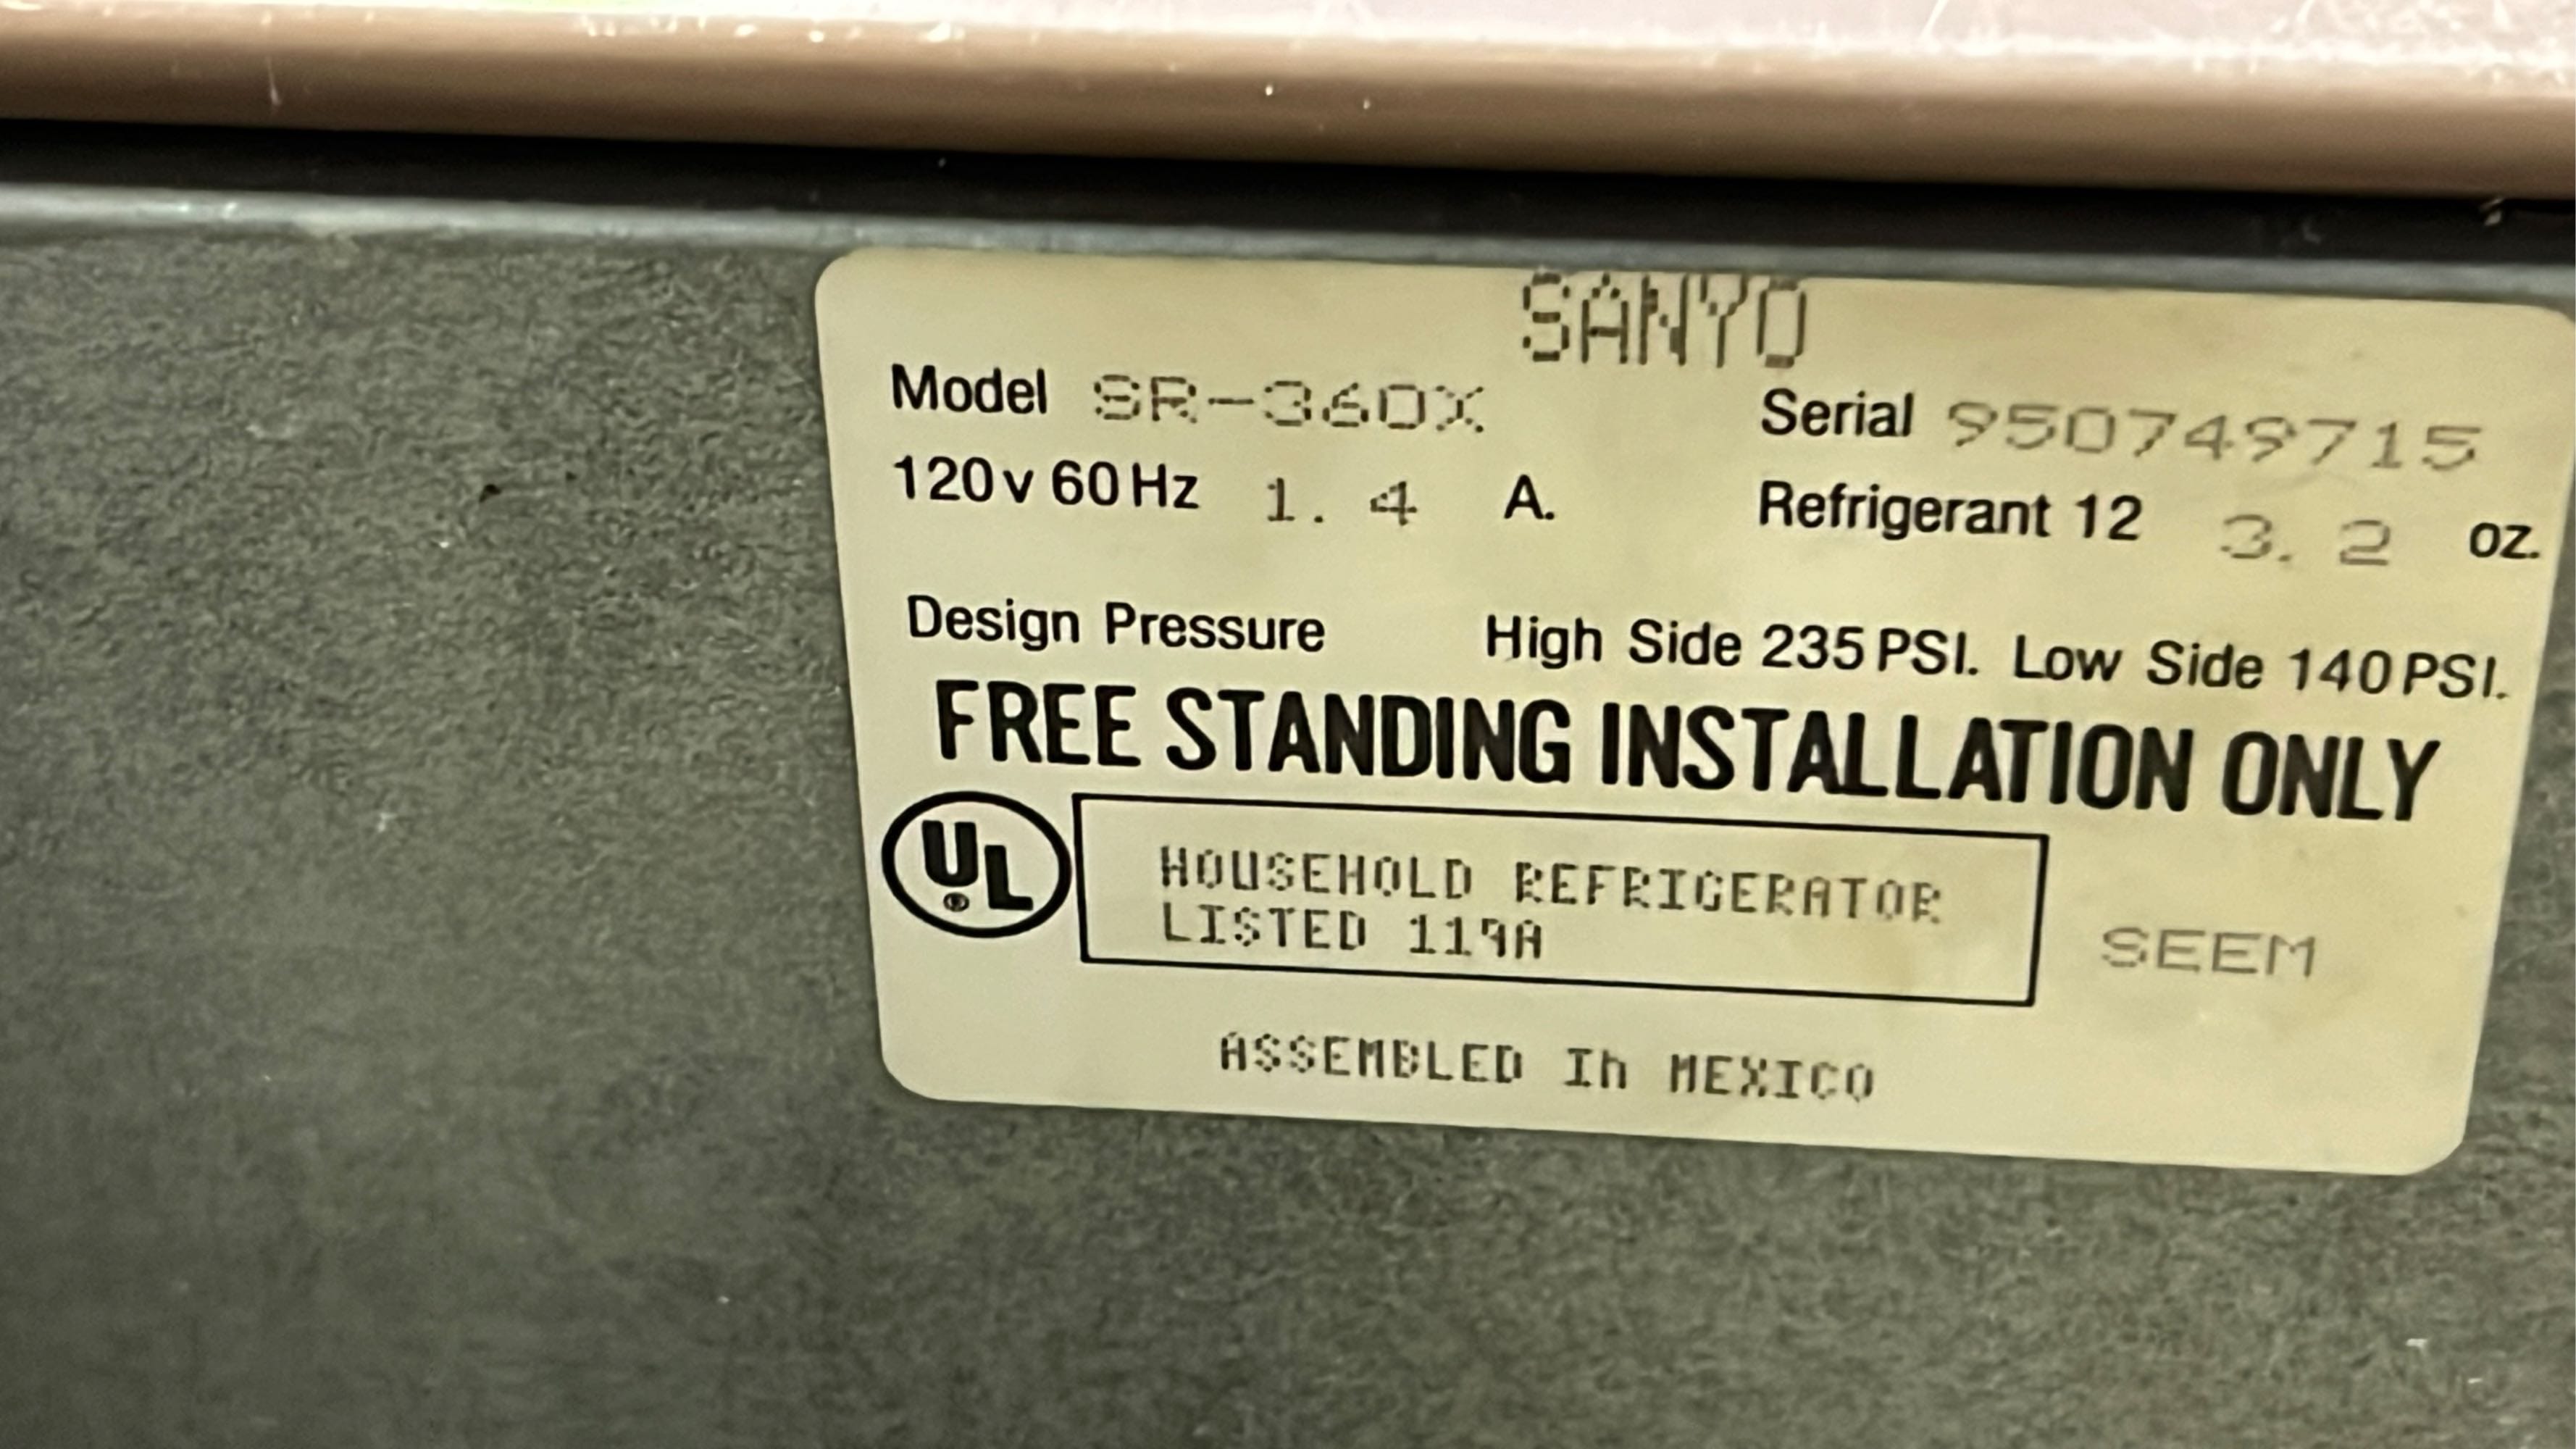 SANYO
Model SR-360X Serial 950749715
120v 60Hz 1.4 A. Refrigerant 12 3.2 oz.
Design Pressure High Side 235 PSI. Low Side 140 PSI.
FREE STANDING INSTALLATION ONLY
UL ®
HOUSEHOLD REFRIGERATOR
LISTED 119A
SEEM
ASSEMBLED Ih MEXICO